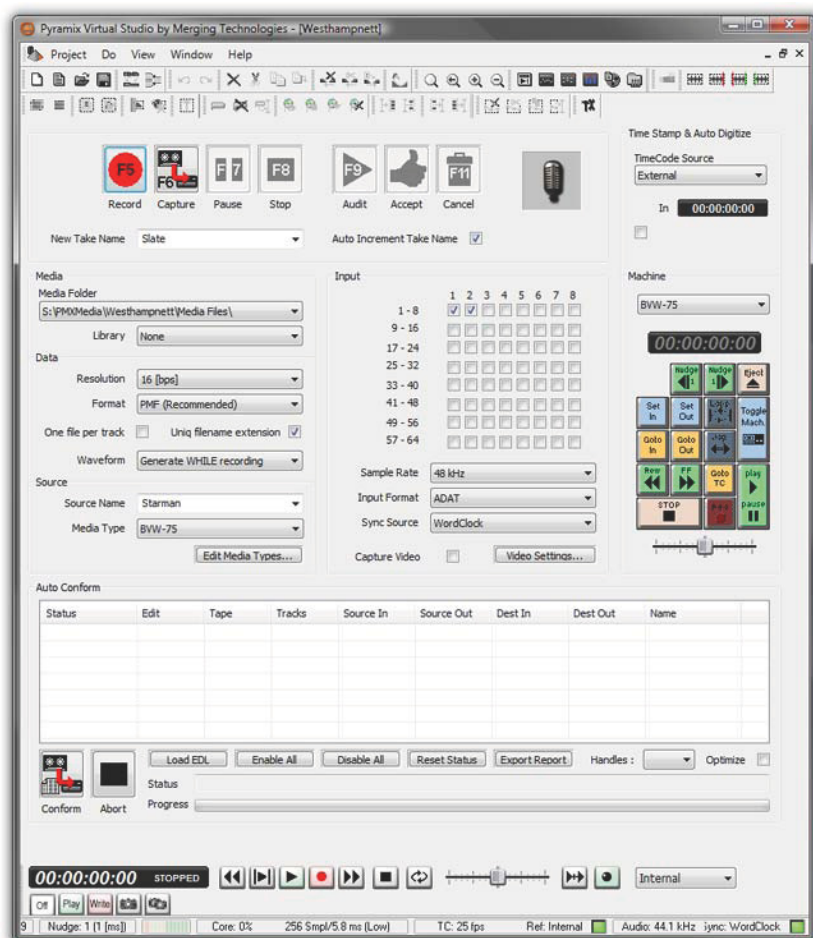 Pyramix Virtual Studio by Merging Technologies - [Westhampnett]
Project Do View Window Help
Time Stamp & Auto Digitize
TimeCode Source
External
In 00:00:00:00
F5 F6 F7 F8 F9 F11
Record Capture Pause Stop Audit Accept Cancel
New Take Name Slate Auto Increment Take Name
Media
Media Folder
S:\PMXMedia\Westhampnett\Media Files\
Library None
Data
Resolution 16 [bps]
Format PMF (Recommended)
One file per track Uniq filename extension
Waveform Generate WHILE recording
Source
Source Name Starman
Media Type BVW-75
Edit Media Types...
Input
1 2 3 4 5 6 7 8
1 - 8
9 - 16
17 - 24
25 - 32
33 - 40
41 - 48
49 - 56
57 - 64
Sample Rate 48 kHz
Input Format ADAT
Sync Source WordClock
Capture Video Video Settings...
Machine
BVW-75
00:00:00:00
Nudge 1 Nudge 1 Eject
Set In Set Out Toggle Mach.
Goto In Goto Out
Rew FF Goto TC play
STOP pause
Auto Conform
Status Edit Tape Tracks Source In Source Out Dest In Dest Out Name
Load EDL Enable All Disable All Reset Status Export Report Handles : Optimize
Status
Conform Abort Progress
00:00:00:00 STOPPED Internal
Off Play Write
9 Nudge: 1 (1 [ms]) Core: 0% 256 Smpl/5.8 ms (Low) TC: 25 fps Ref: Internal Audio: 44.1 kHz ync: WordClock